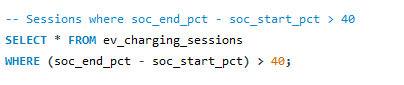 -- Sessions where soc_end_pct - soc_start_pct > 40
SELECT * FROM ev_charging_sessions
WHERE (soc_end_pct - soc_start_pct) > 40;